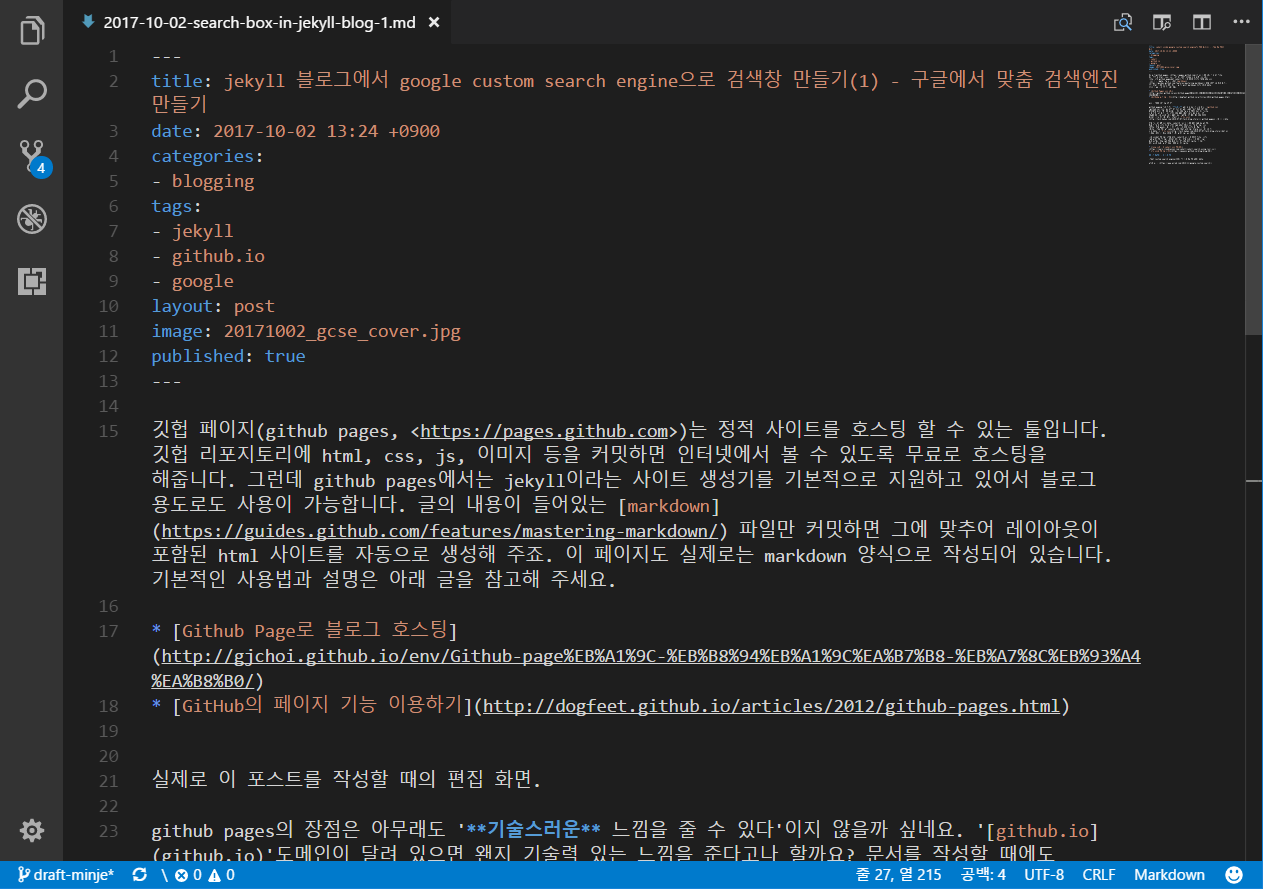 2017-10-02-search-box-in-jekyll-blog-1.md
4
1 ---
2 title: jekyll 블로그에서 google custom search engine으로 검색창 만들기(1) - 구글에서 맞춤 검색엔진
만들기
3 date: 2017-10-02 13:24 +0900
4 categories:
5 - blogging
6 tags:
7 - jekyll
8 - github.io
9 - google
10 layout: post
11 image: 20171002_gcse_cover.jpg
12 published: true
13 ---
14
15 깃헙 페이지(github pages, <https://pages.github.com>)는 정적 사이트를 호스팅 할 수 있는 툴입니다.
깃헙 리포지토리에 html, css, js, 이미지 등을 커밋하면 인터넷에서 볼 수 있도록 무료로 호스팅을
해줍니다. 그런데 github pages에서는 jekyll이라는 사이트 생성기를 기본적으로 지원하고 있어서 블로그
용도로도 사용이 가능합니다. 글의 내용이 들어있는 [markdown]
(https://guides.github.com/features/mastering-markdown/) 파일만 커밋하면 그에 맞추어 레이아웃이
포함된 html 사이트를 자동으로 생성해 주죠. 이 페이지도 실제로는 markdown 양식으로 작성되어 있습니다.
기본적인 사용법과 설명은 아래 글을 참고해 주세요.
16
17 * [Github Page로 블로그 호스팅]
(http://gjchoi.github.io/env/Github-page%EB%A1%9C-%EB%B8%94%EB%A1%9C%EA%B7%B8-%EB%A7%8C%EB%93%A4
%EA%B8%B0/)
18 * [GitHub의 페이지 기능 이용하기](http://dogfeet.github.io/articles/2012/github-pages.html)
19
20
21 실제로 이 포스트를 작성할 때의 편집 화면.
22
23 github pages의 장점은 아무래도 '**기술스러운** 느낌을 줄 수 있다'이지 않을까 싶네요. '[github.io]
(github.io)'도메인이 달려 있으면 왠지 기술력 있는 느낌을 준다고나 할까요? 문서를 작성할 때에도
draft-minje* \ 0 0 줄 27, 열 215 공백: 4 UTF-8 CRLF Markdown